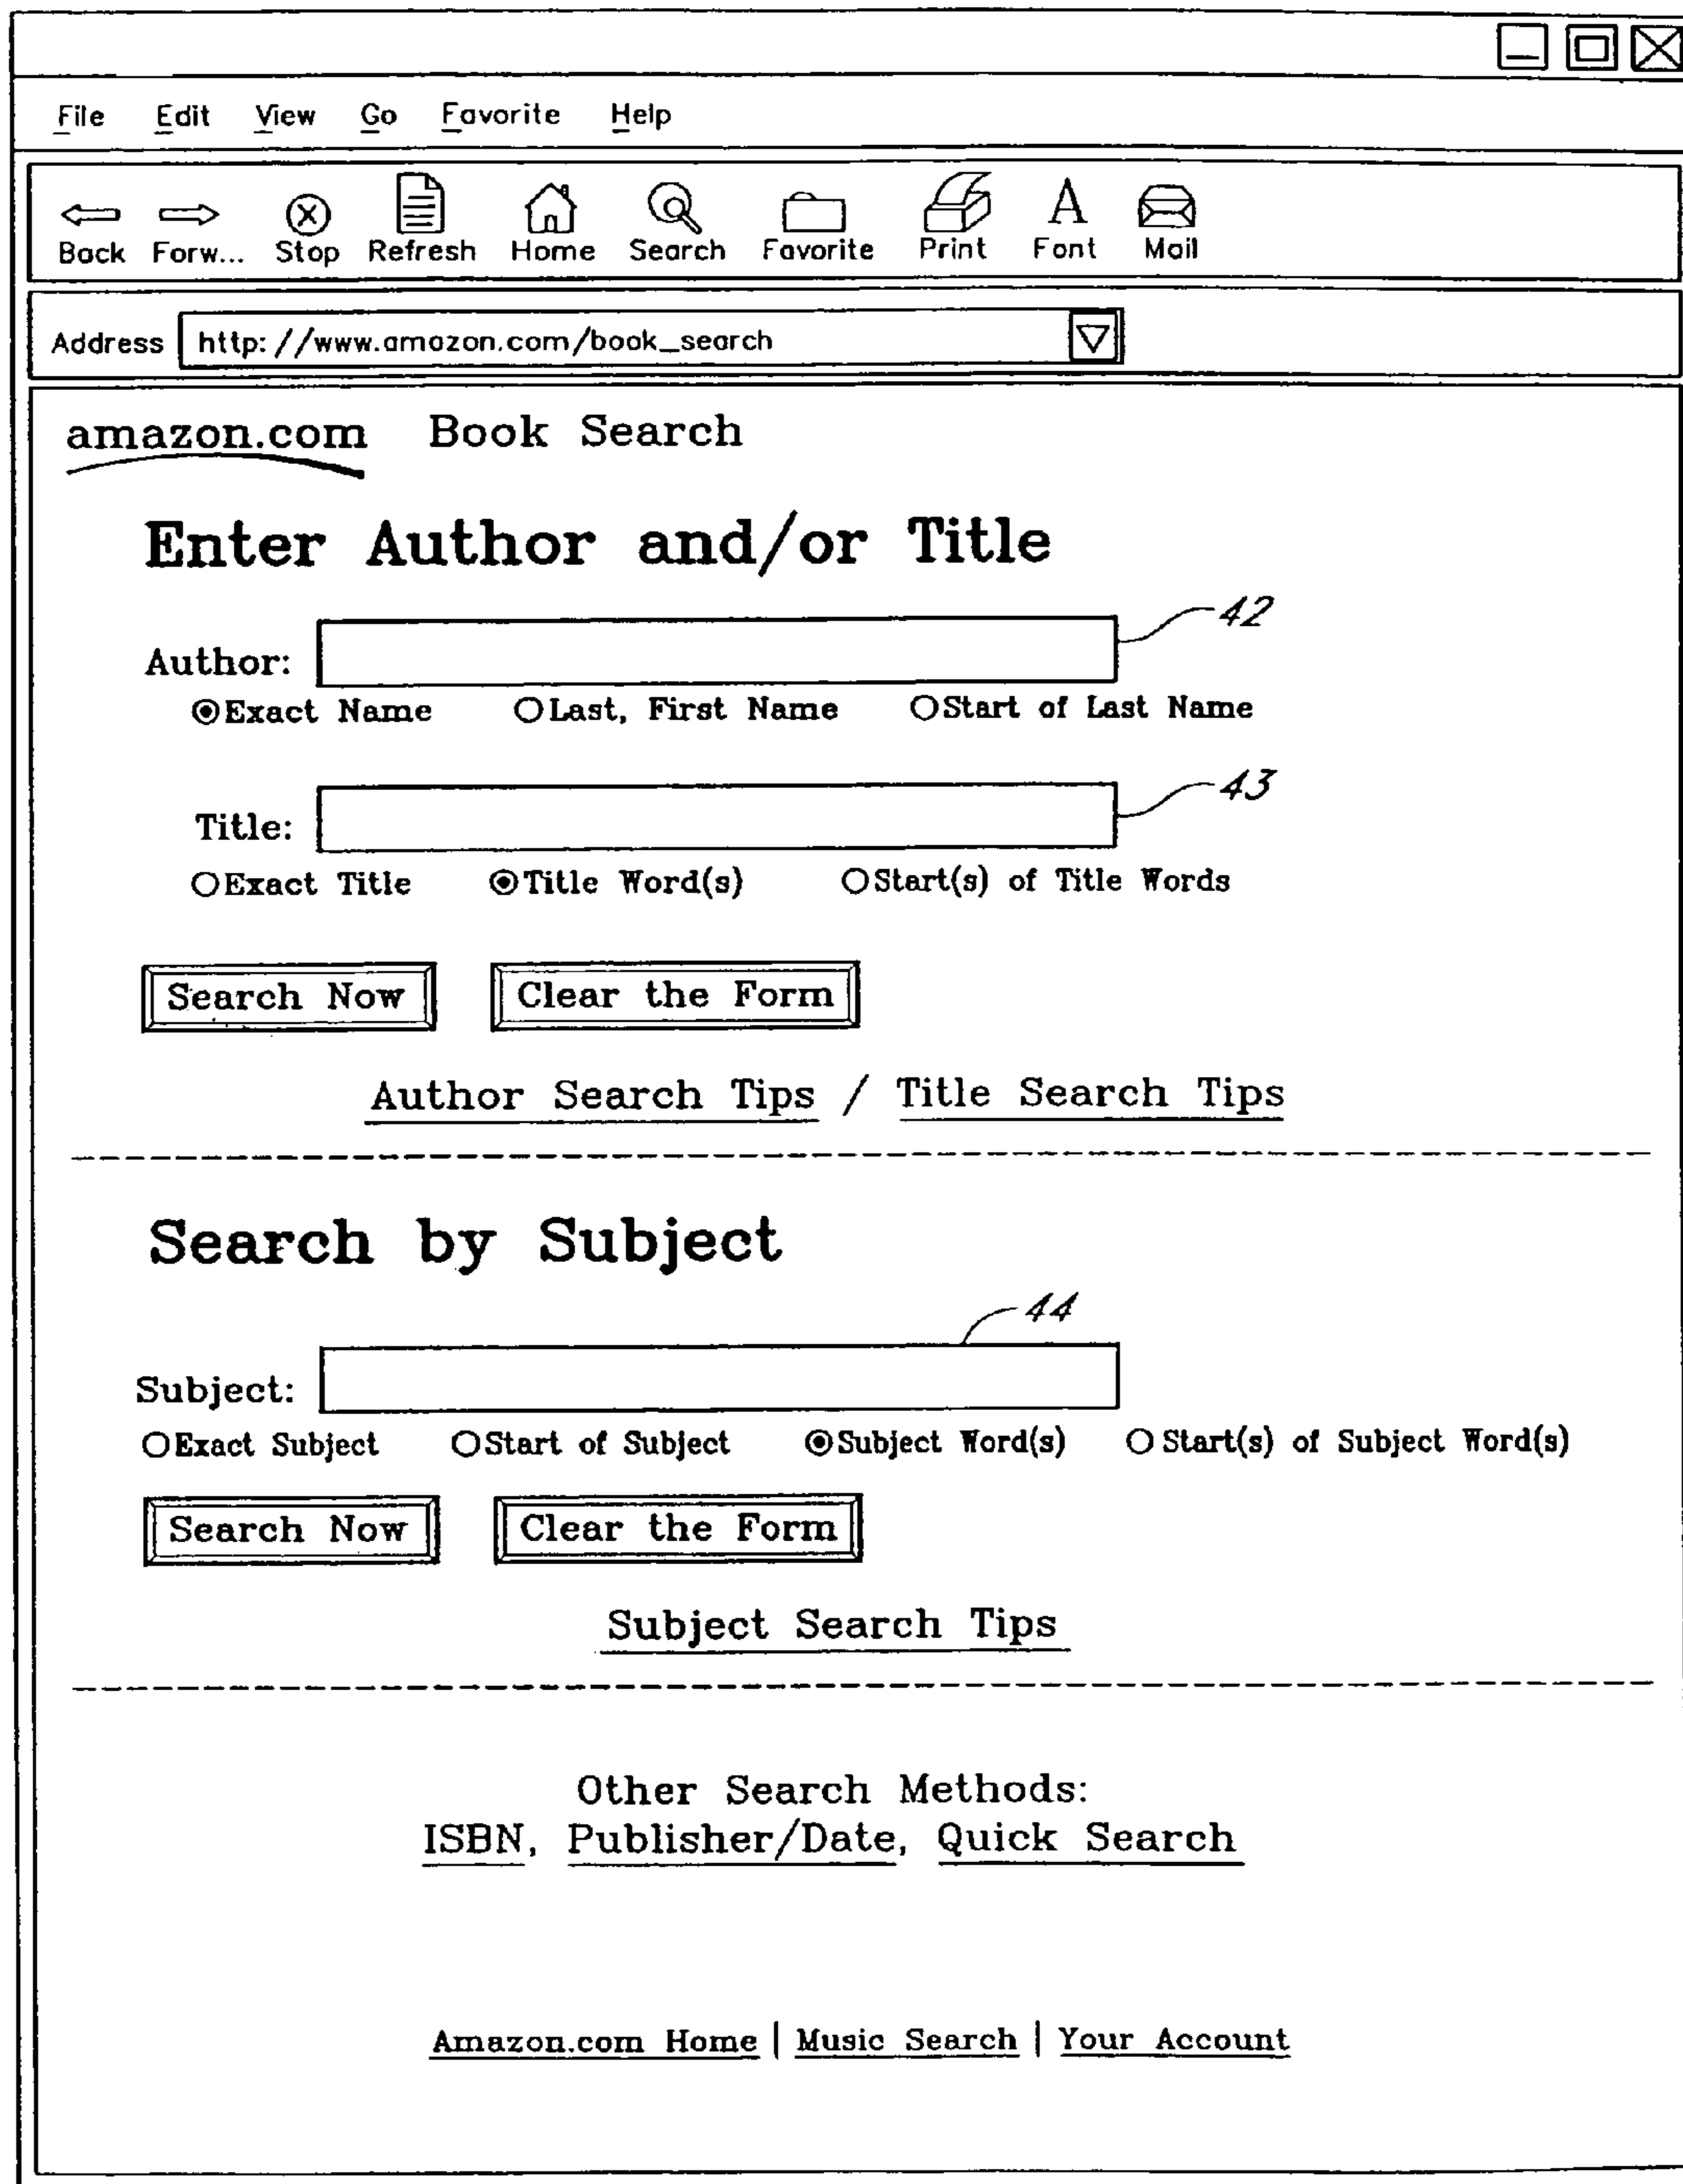 File Edit View Go Favorite Help
Back Forw... Stop Refresh Home Search Favorite Print Font Mail
Address http://www.amazon.com/book_search
amazon.com Book Search
Enter Author and/or Title
42
Author:
Exact Name Last, First Name Start of Last Name
43
Title:
Exact Title Title Word(s) Start(s) of Title Words
Search Now Clear the Form
Author Search Tips / Title Search Tips
Search by Subject
44
Subject:
Exact Subject Start of Subject Subject Word(s) Start(s) of Subject Word(s)
Search Now Clear the Form
Subject Search Tips
Other Search Methods:
ISBN, Publisher/Date, Quick Search
Amazon.com Home | Music Search | Your Account